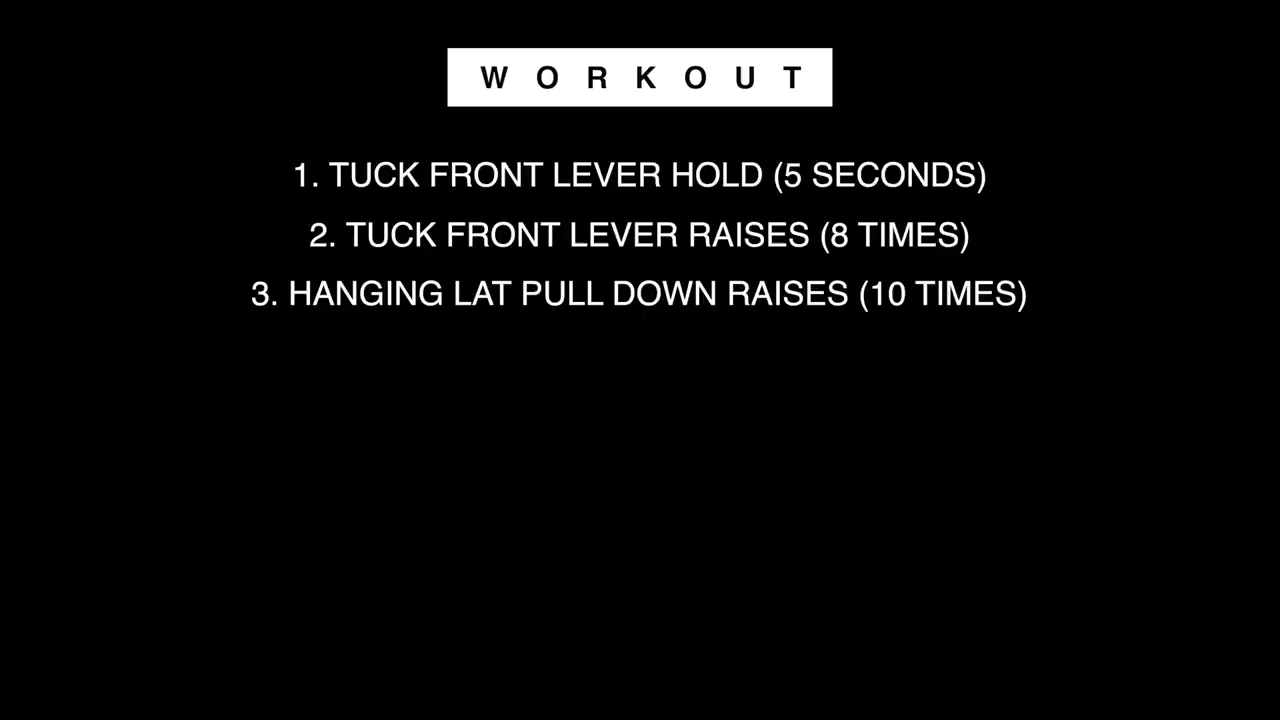 WORKOUT
1. TUCK FRONT LEVER HOLD (5 SECONDS)
2. TUCK FRONT LEVER RAISES (8 TIMES)
3. HANGING LAT PULL DOWN RAISES (10 TIMES)